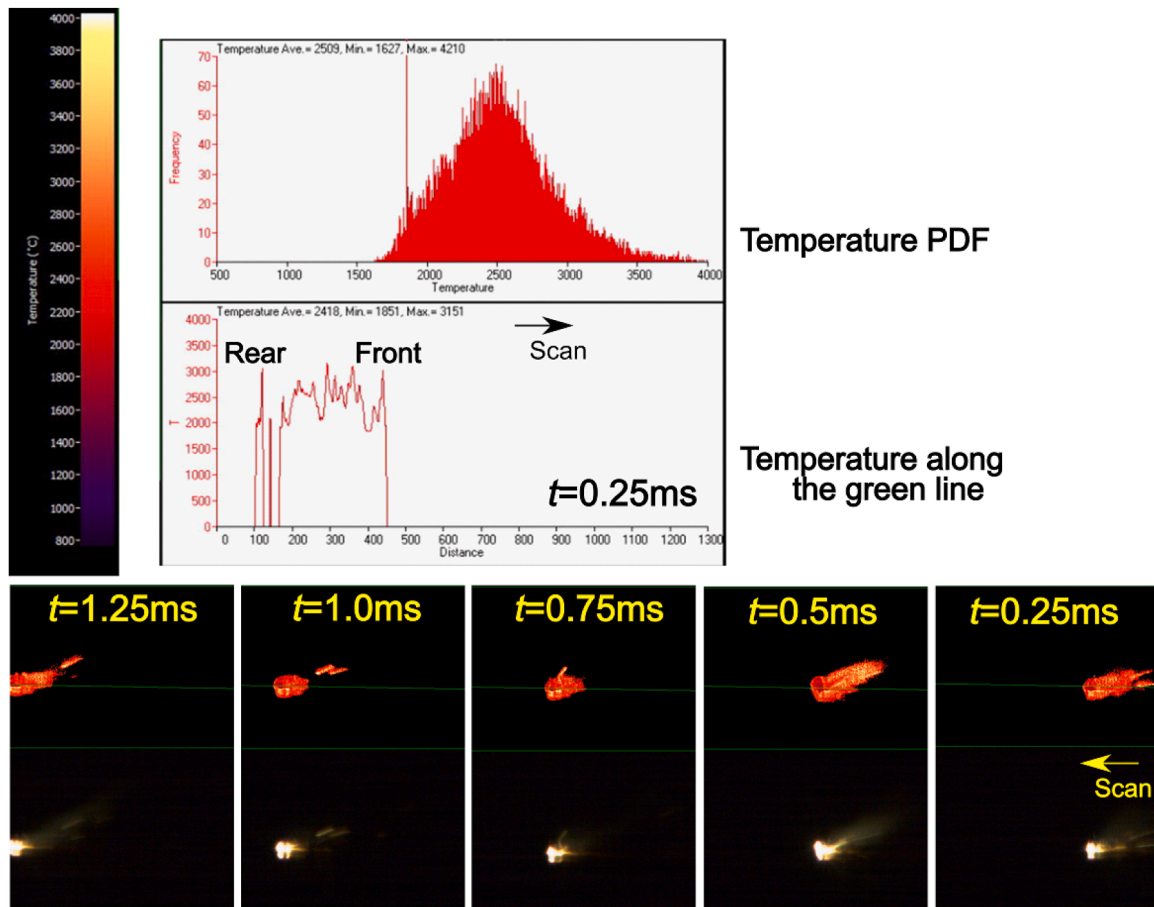 4000
3800
3600
3400
3200
3000
2800
2600
2400
2200
2000
1800
1600
1400
1200
1000
800
Temperature (°C)
Temperature Ave.= 2509, Min.= 1627, Max.= 4210
70
60
50
40
30
20
10
0
Frequency
500 1000 1500 2000 2500 3000 3500 4000
Temperature
Temperature PDF
Temperature Ave.= 2418, Min.= 1851, Max.= 3151
4000
3500
3000
2500
2000
1500
1000
500
0
T
Rear
Front
Scan
t=0.25ms
0 100 200 300 400 500 600 700 800 900 1000 1100 1200 1300
Distance
Temperature along
the green line
t=1.25ms
t=1.0ms
t=0.75ms
t=0.5ms
t=0.25ms
Scan